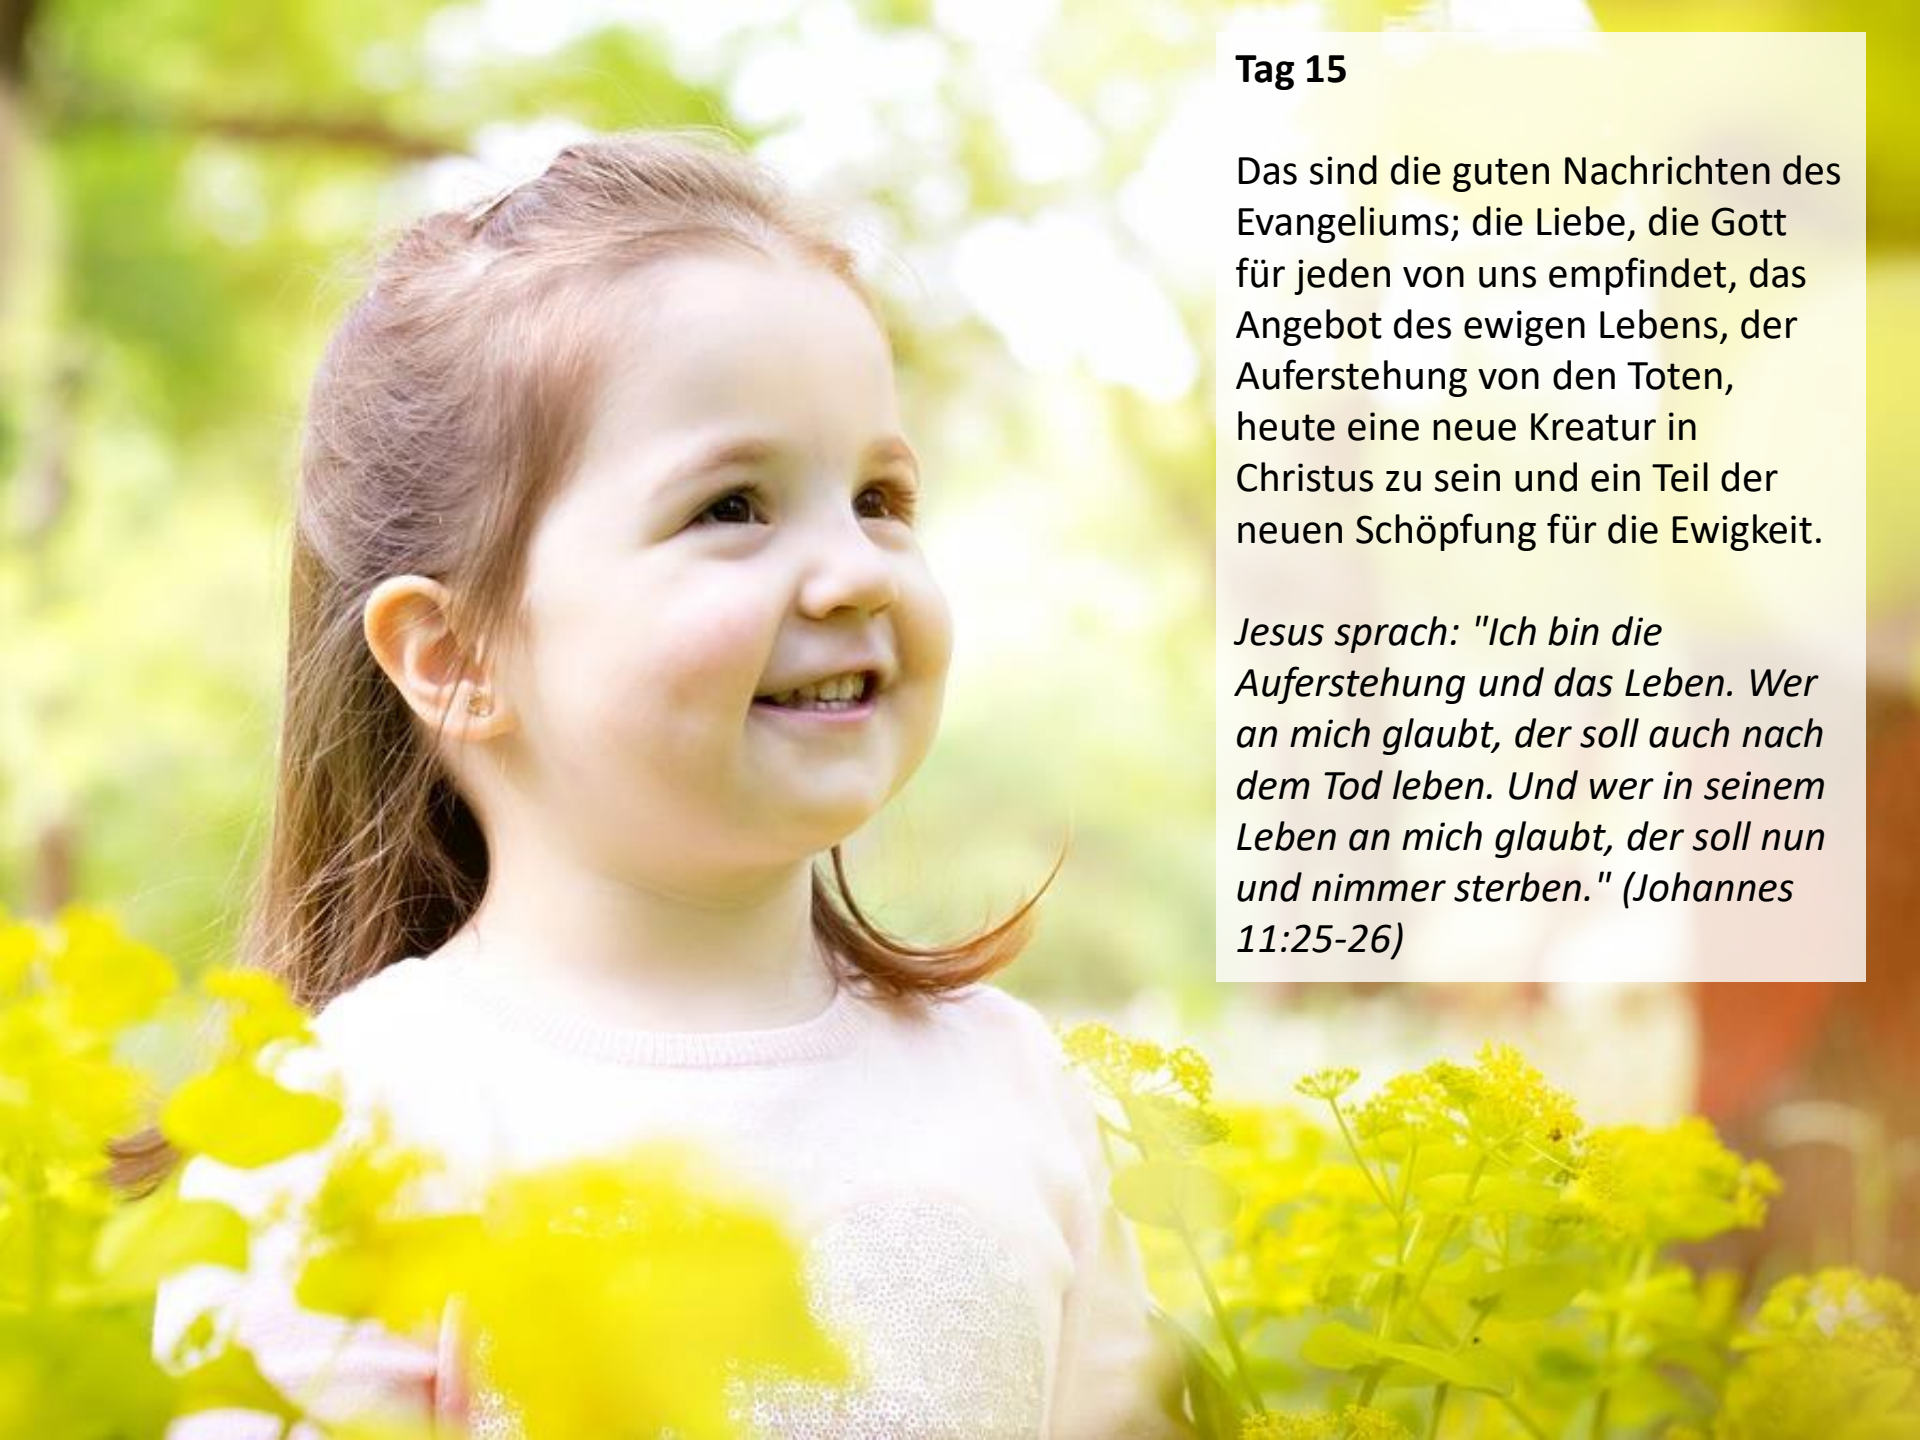 Tag 15
Das sind die guten Nachrichten des
Evangeliums; die Liebe, die Gott
für jeden von uns empfindet, das
Angebot des ewigen Lebens, der
Auferstehung von den Toten,
heute eine neue Kreatur in
Christus zu sein und ein Teil der
neuen Schöpfung für die Ewigkeit.
Jesus sprach: "Ich bin die
Auferstehung und das Leben. Wer
an mich glaubt, der soll auch nach
dem Tod leben. Und wer in seinem
Leben an mich glaubt, der soll nun
und nimmer sterben." (Johannes
11:25-26)